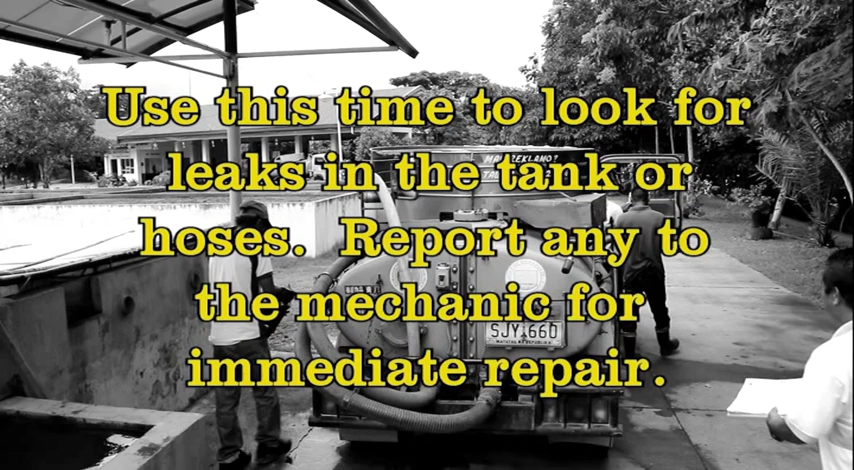 Use this time to look for
leaks in the tank or
hoses.  Report any to
the mechanic for
immediate repair.
SJY 660